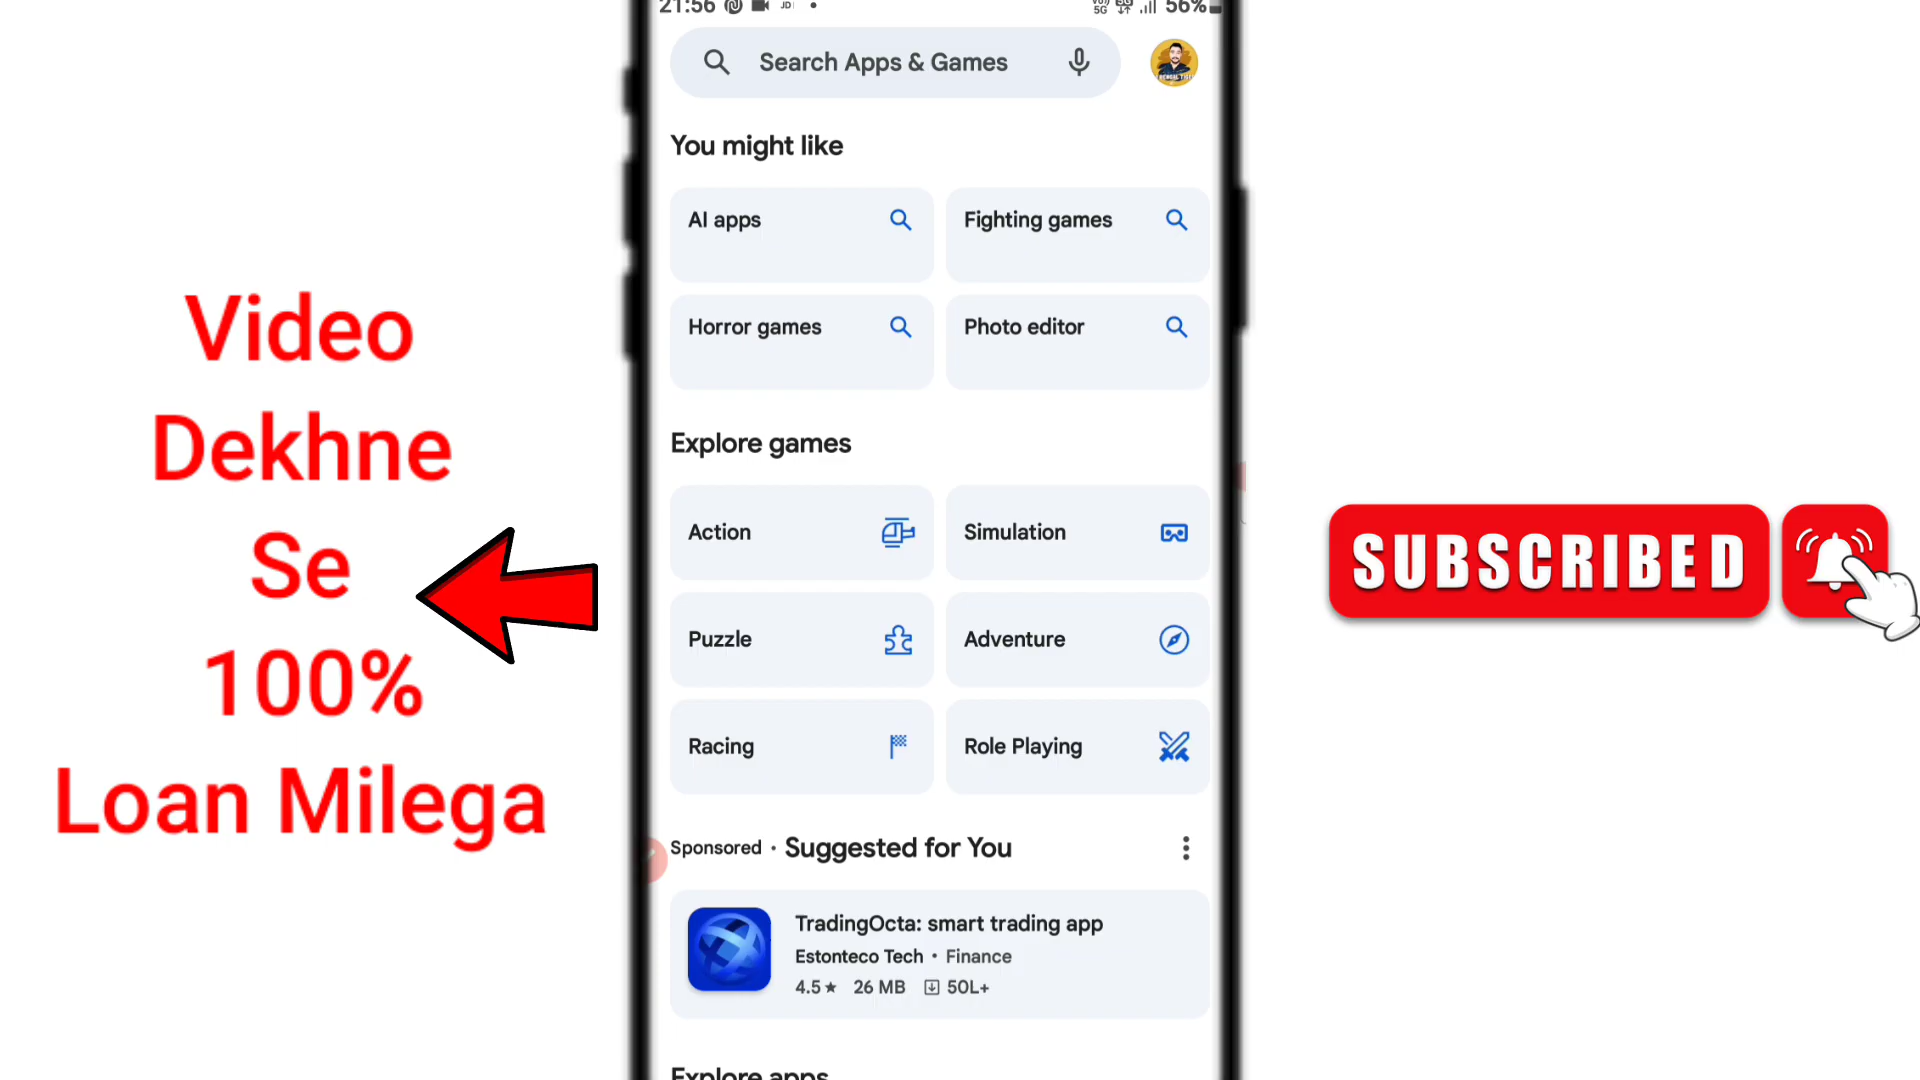 21:56
5G
56%
Search Apps & Games
You might like
AI apps
Fighting games
Horror games
Photo editor
Explore games
Action
Simulation
Puzzle
Adventure
Racing
Role Playing
Sponsored • Suggested for You
TradingOcta: smart trading app
Estonteco Tech • Finance
4.5★ 26 MB 50L+
Explore apps
Video
Dekhne
Se
100%
Loan Milega
SUBSCRIBED